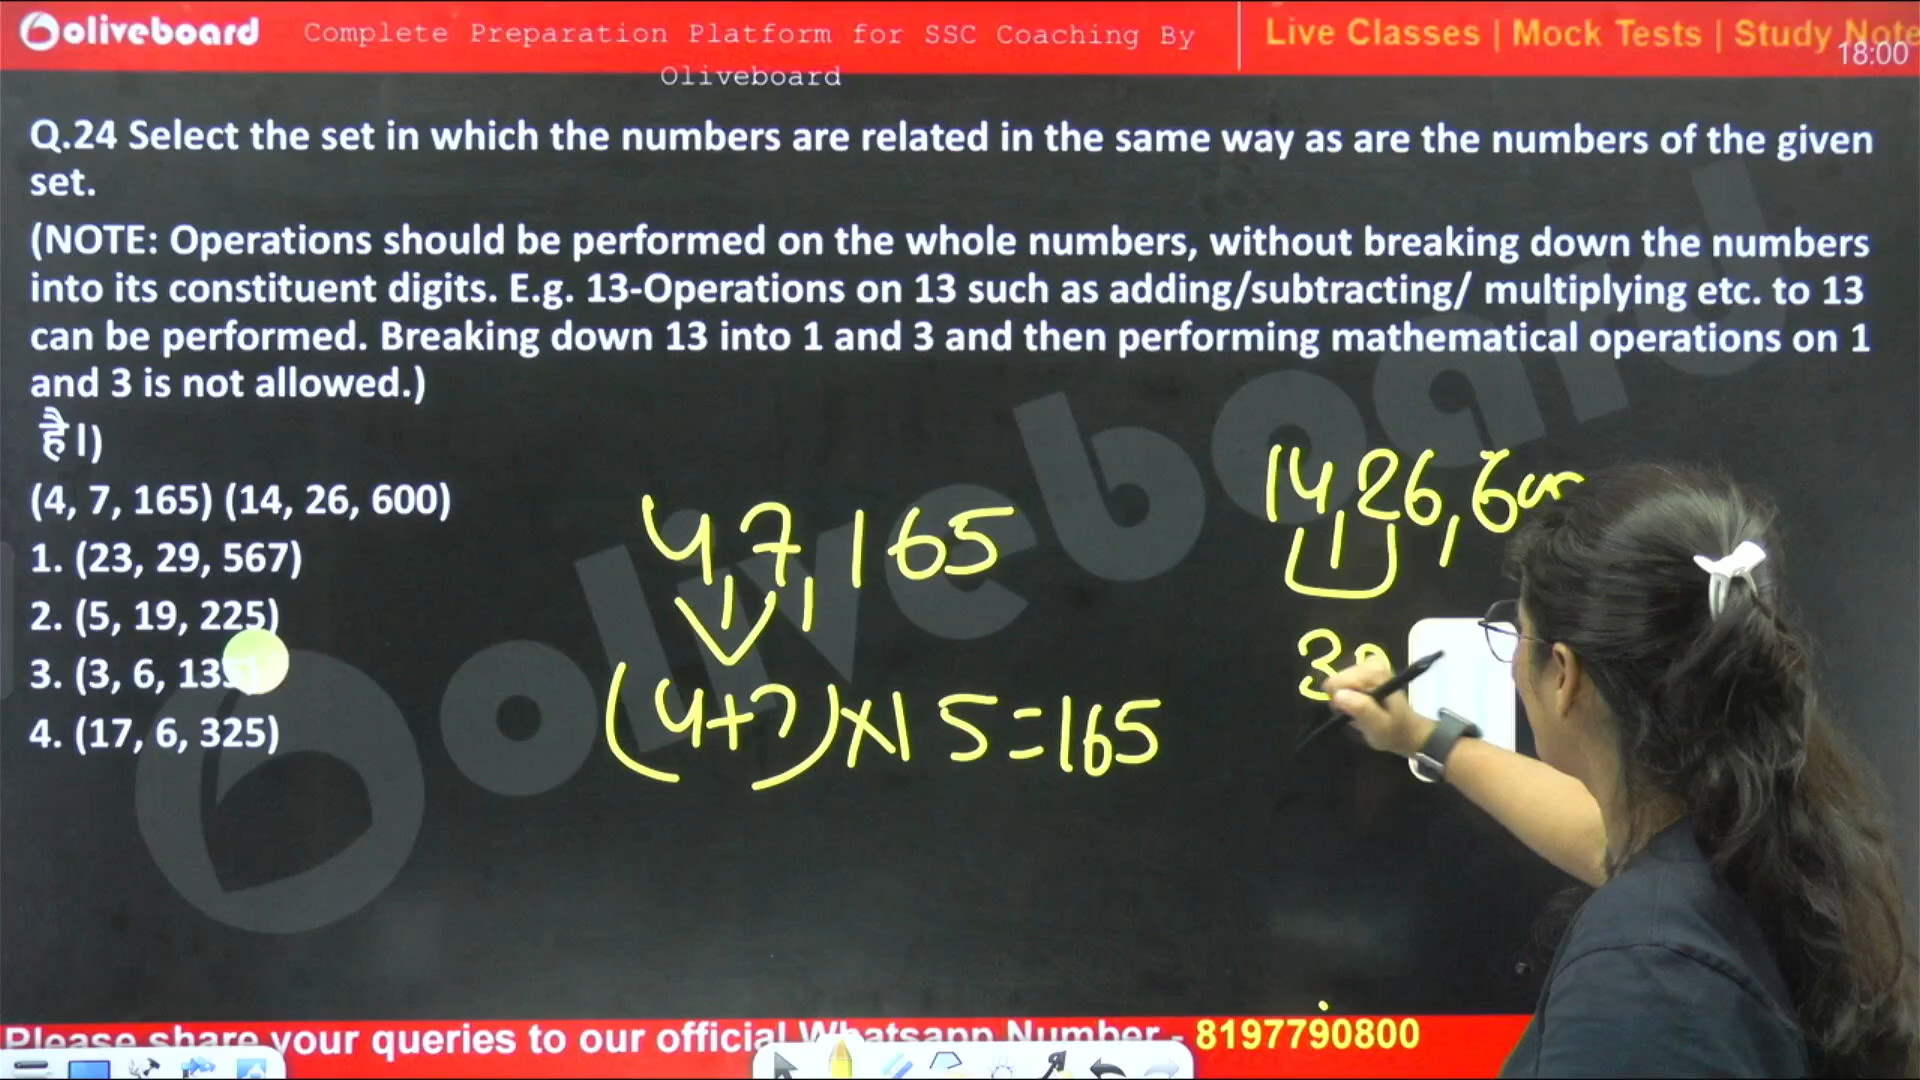 oliveboard
Complete Preparation Platform for SSC Coaching By
Oliveboard
Live Classes | Mock Tests | Study Note
18:00
Q.24 Select the set in which the numbers are related in the same way as are the numbers of the given
set.
(NOTE: Operations should be performed on the whole numbers, without breaking down the numbers
into its constituent digits. E.g. 13-Operations on 13 such as adding/subtracting/ multiplying etc. to 13
can be performed. Breaking down 13 into 1 and 3 and then performing mathematical operations on 1
and 3 is not allowed.)
है।)
(4, 7, 165) (14, 26, 600)
1. (23, 29, 567)
2. (5, 19, 225)
3. (3, 6, 135)
4. (17, 6, 325)
4, 7, 165
(4+7)×15=165
14, 26, 600
oliveboard
Please share your queries to our official Whatsapp Number - 8197790800